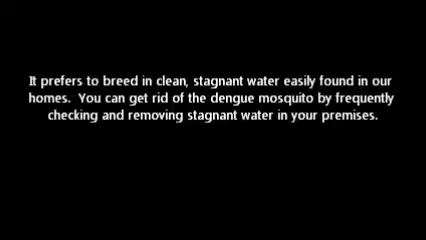 It prefers to breed in clean, stagnant water easily found in our
homes.  You can get rid of the dengue mosquito by frequently
checking and removing stagnant water in your premises.